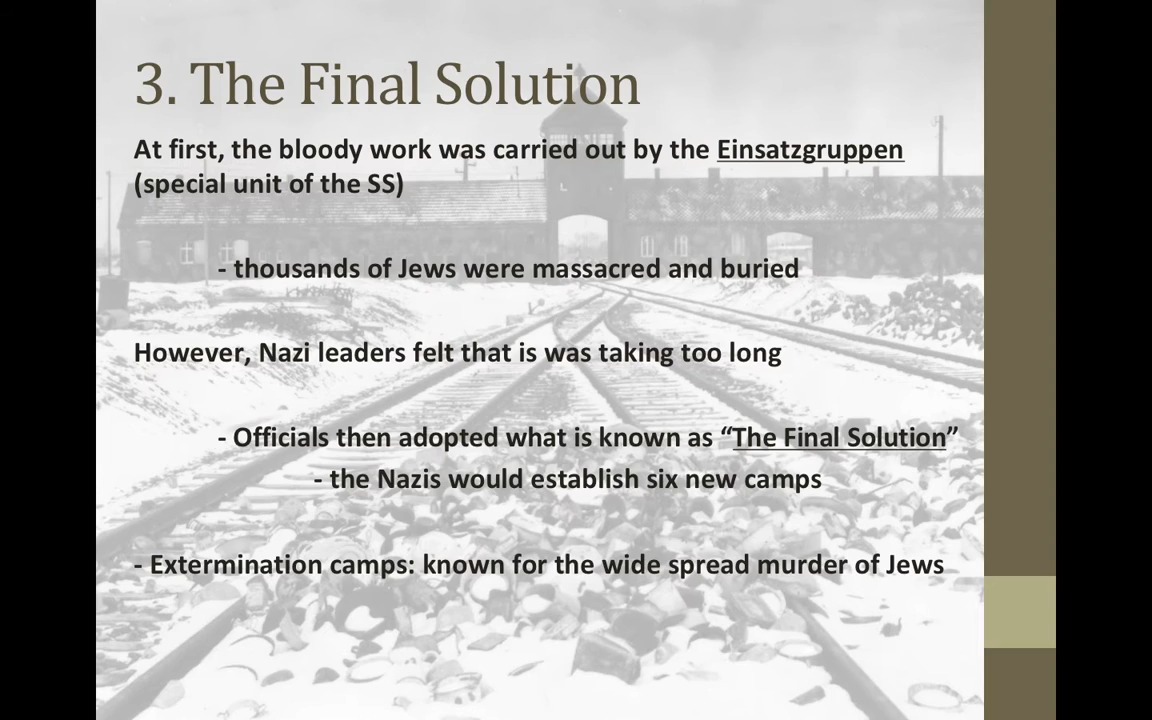 3. The Final Solution
At first, the bloody work was carried out by the Einsatzgruppen
(special unit of the SS)
- thousands of Jews were massacred and buried
However, Nazi leaders felt that is was taking too long
- Officials then adopted what is known as “The Final Solution”
- the Nazis would establish six new camps
- Extermination camps: known for the wide spread murder of Jews